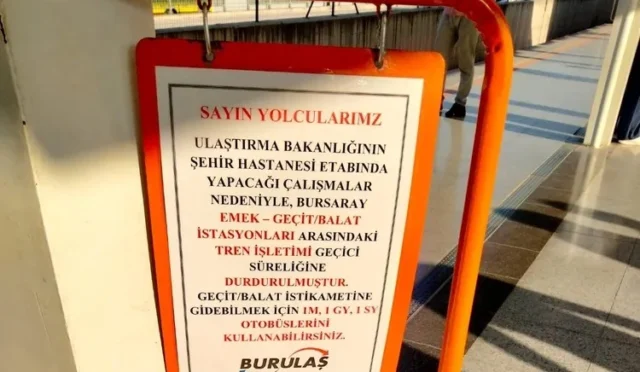 SAYIN YOLCULARIMZ
ULAŞTIRMA BAKANLIĞININ
ŞEHİR HASTANESİ ETABINDA
YAPACAĞI ÇALIŞMALAR
NEDENİYLE, BURSARAY
EMEK – GEÇİT/BALAT
İSTASYONLARI ARASINDAKİ
TREN İŞLETİMİ GEÇİCİ
SÜRELİĞİNE
DURDURULMUŞTUR.
GEÇİT/BALAT İSTİKAMETİNE
GİDEBİLMEK İÇİN 1M, 1 GY, 1 SY
OTOBÜSLERİNİ
KULLANABİLİRSİNİZ.
BURULAŞ